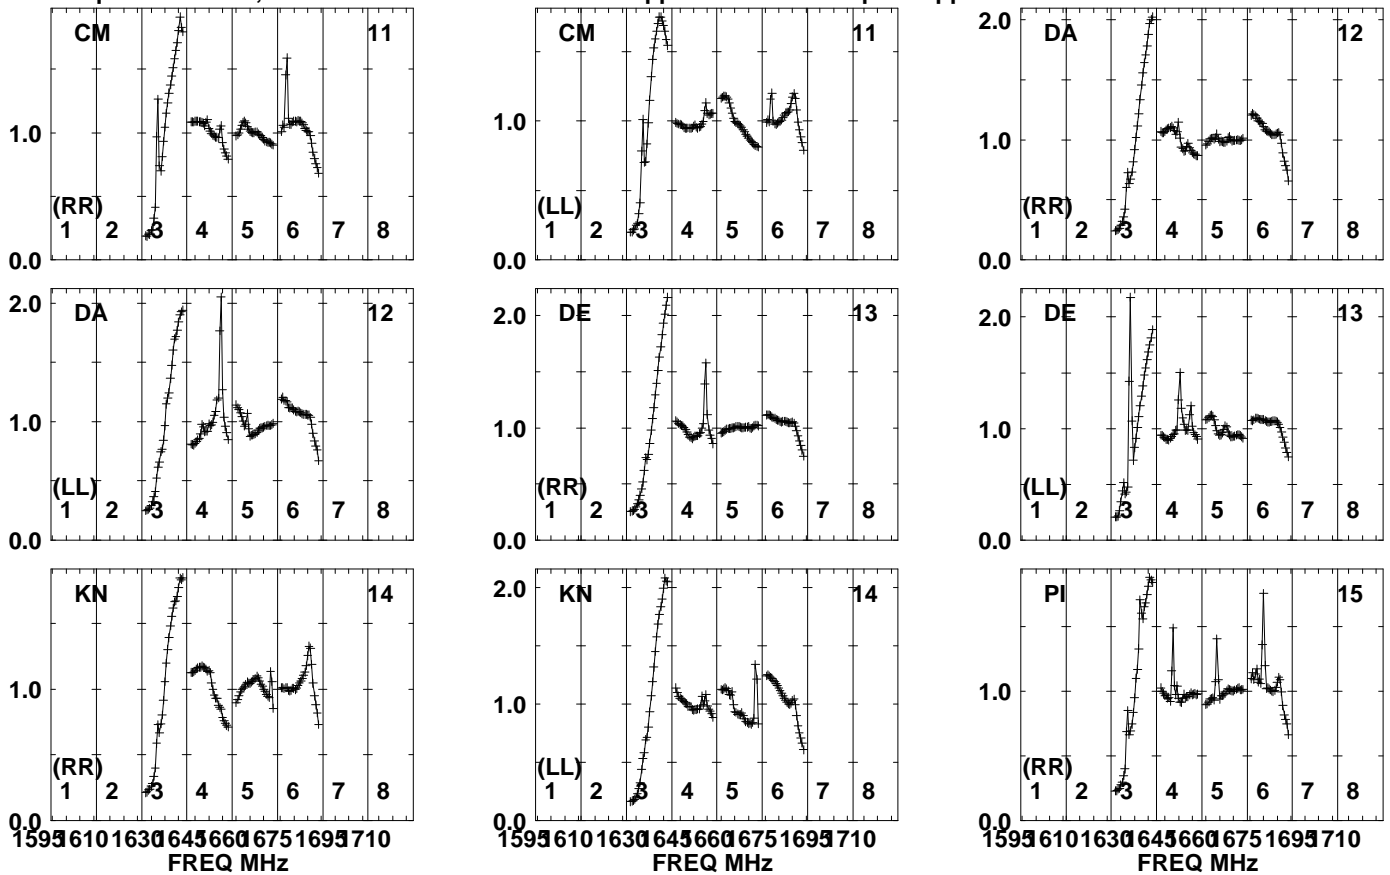 CM 11 CM 11 DA 12
2.0
1.0 1.0 1.0
(RR) (LL) (RR)
1 2 3 4 5 6 7 8 1 2 3 4 5 6 7 8 1 2 3 4 5 6 7 8
0.0 0.0 0.0
DA 12 DE 13 DE 13
2.0 2.0 2.0
1.0 1.0 1.0
(LL) (RR) (LL)
1 2 3 4 5 6 7 8 1 2 3 4 5 6 7 8 1 2 3 4 5 6 7 8
0.0 0.0 0.0
KN 14 KN 14 PI 15
2.0
1.0 1.0 1.0
(RR) (LL) (RR)
1 2 3 4 5 6 7 8 1 2 3 4 5 6 7 8 1 2 3 4 5 6 7 8
0.0 0.0 0.0
1595 1610 1630 1645 1660 1675 1695 1710 1595 1610 1630 1645 1660 1675 1695 1710 1595 1610 1630 1645 1660 1675 1695 1710
FREQ MHz FREQ MHz FREQ MHz